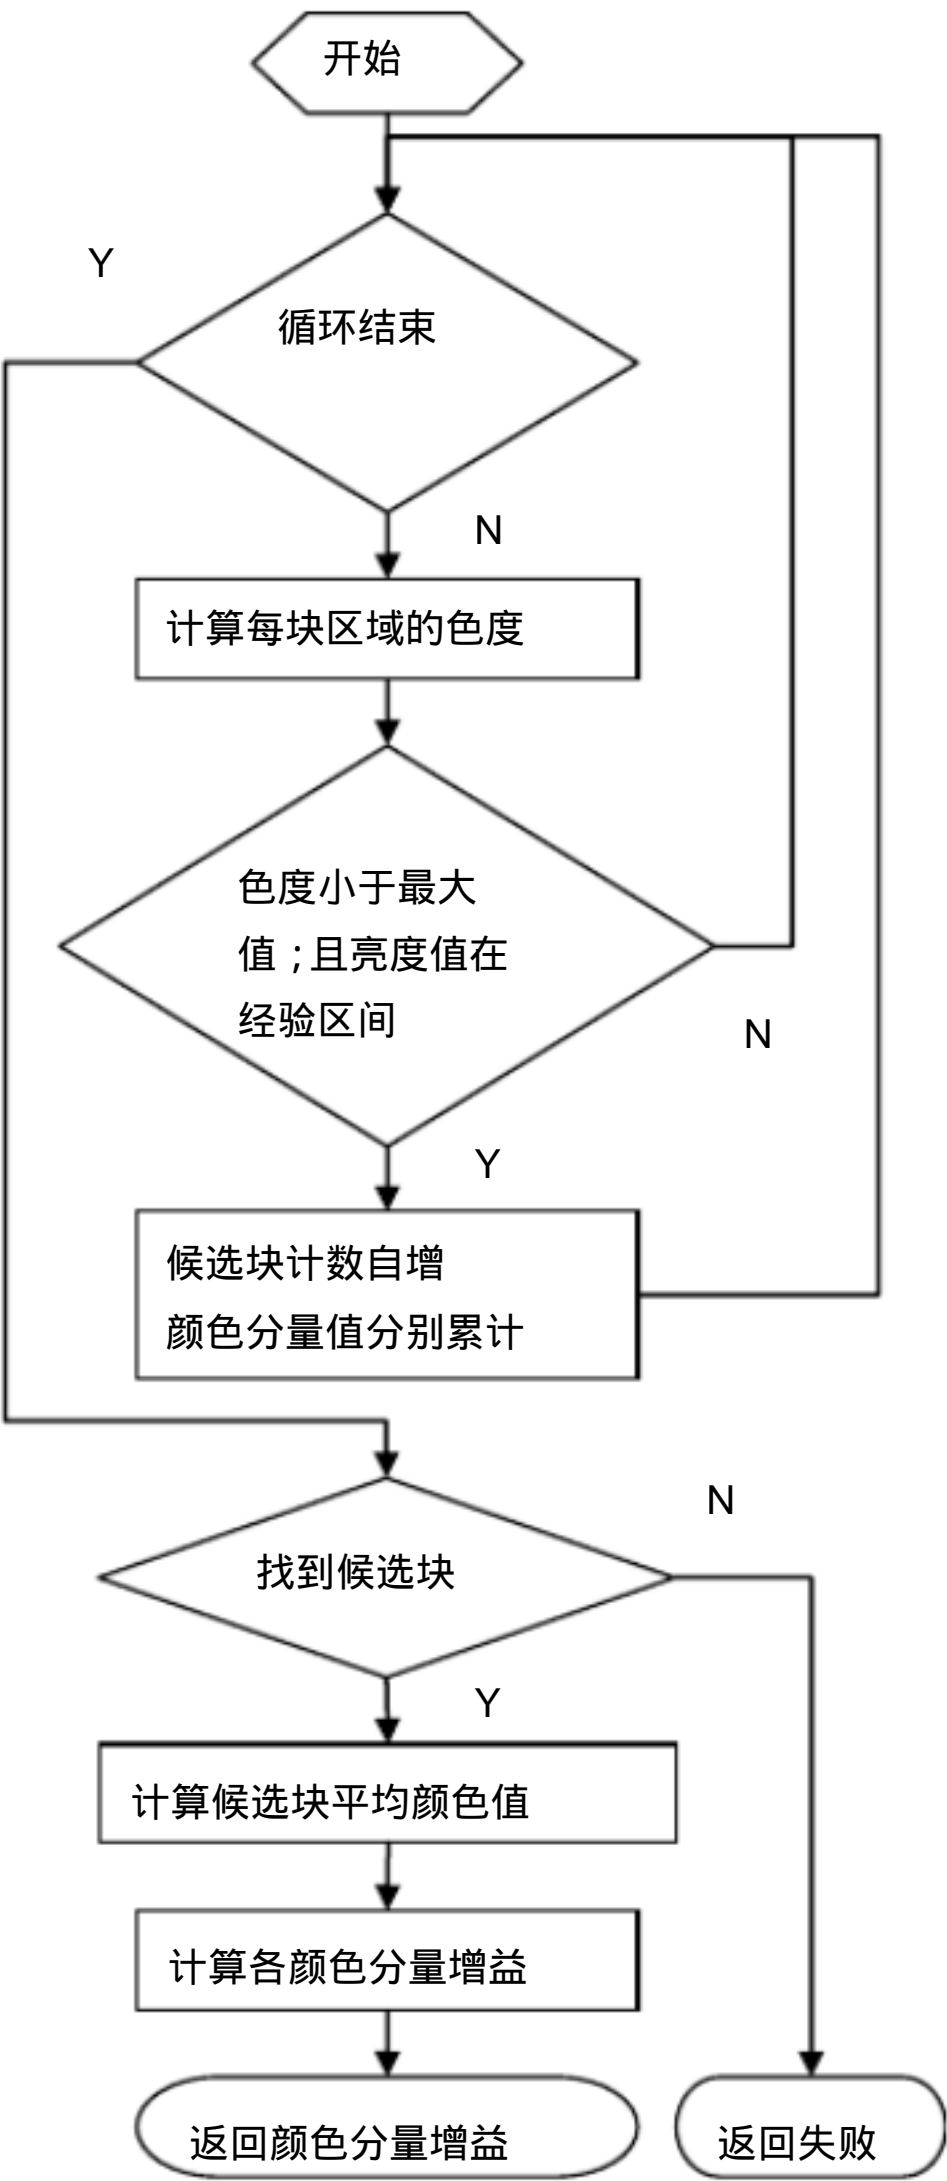 开始
Y
循环结束
N
计算每块区域的色度
色度小于最大
值；且亮度值在
经验区间
N
Y
候选块计数自增
颜色分量值分别累计
N
找到候选块
Y
计算候选块平均颜色值
计算各颜色分量增益
返回颜色分量增益
返回失败